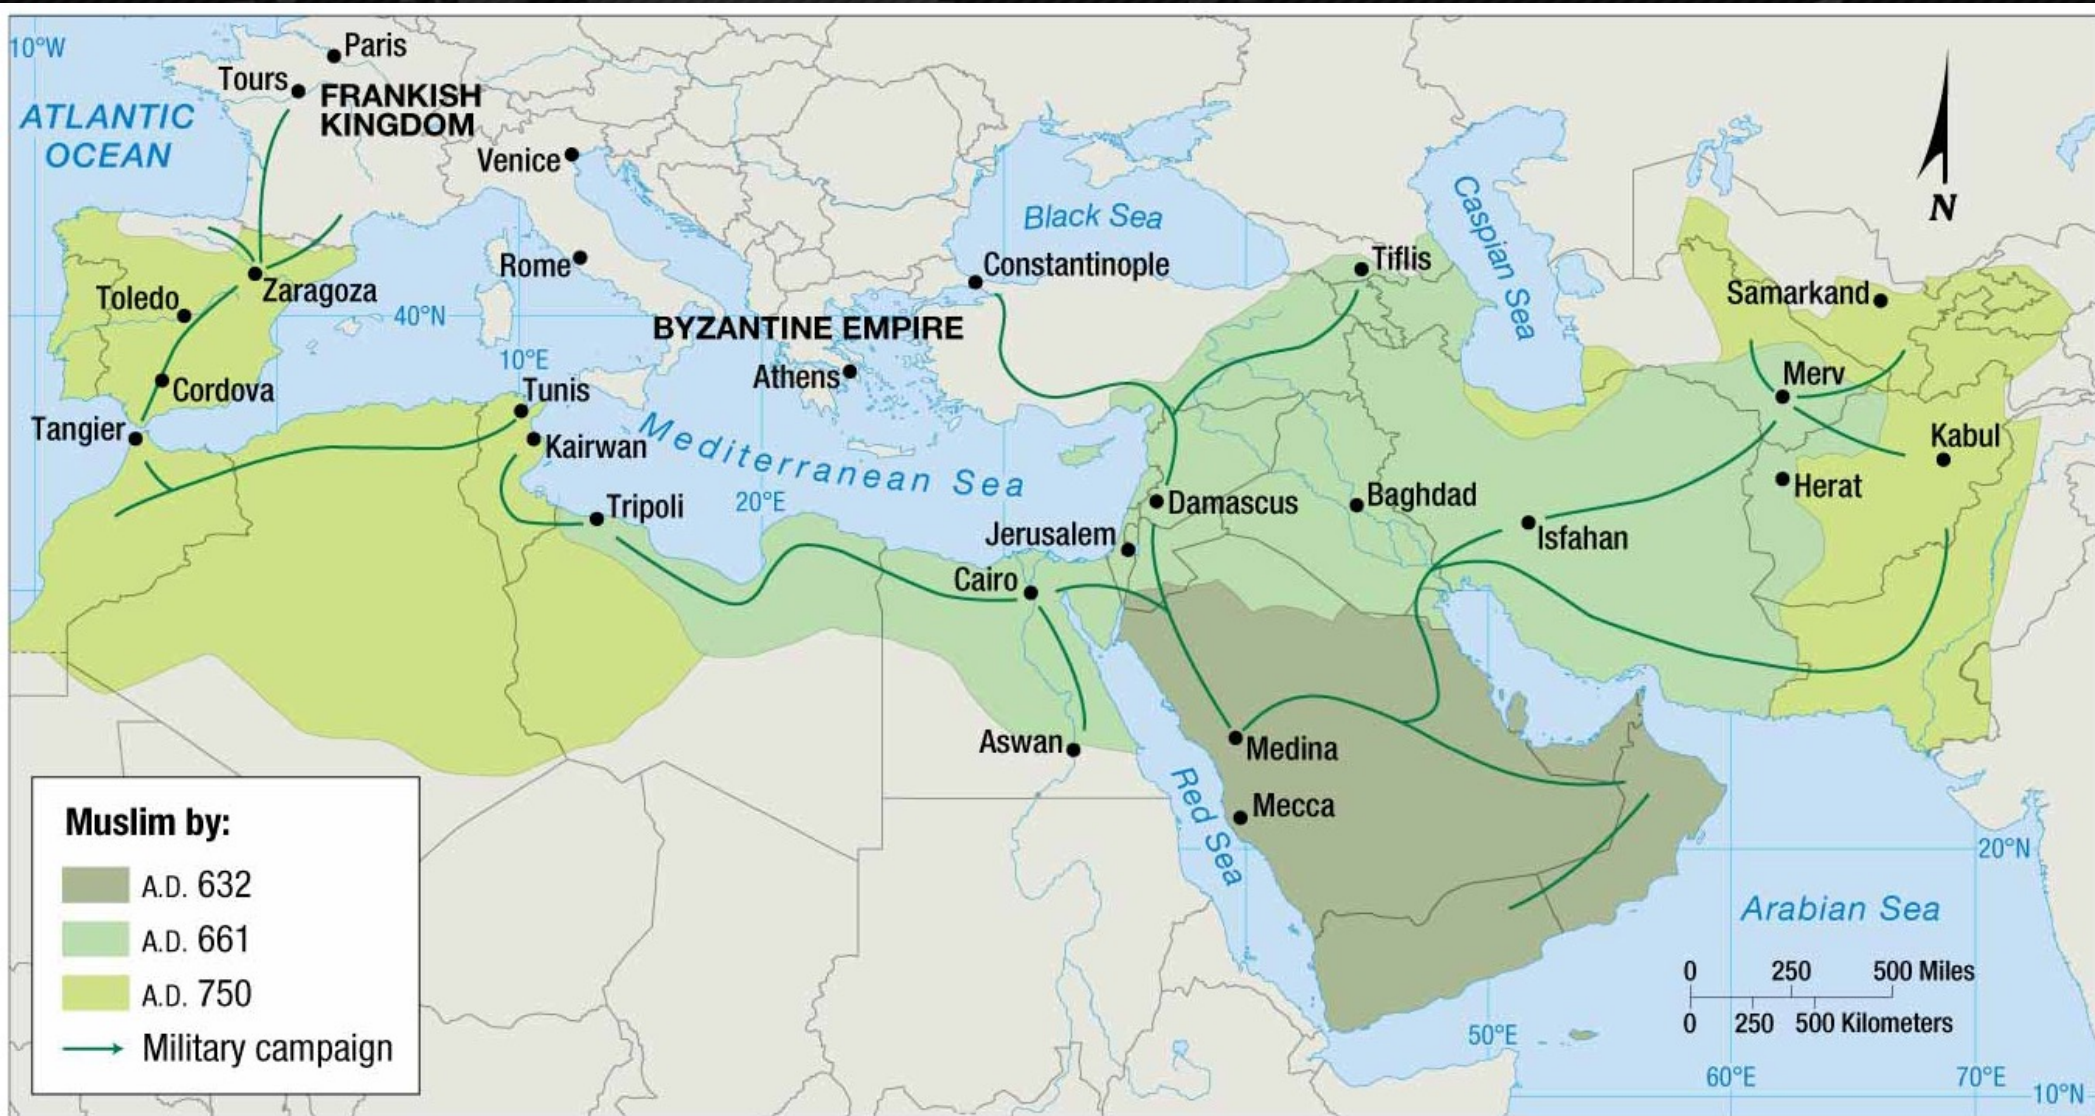 10°W
Paris
Tours
FRANKISH
KINGDOM
ATLANTIC
OCEAN
Venice
Black Sea
Caspian Sea
N
Rome
Constantinople
Tiflis
Zaragoza
Toledo
40°N
Samarkand
BYZANTINE EMPIRE
10°E
Athens
Cordova
Tunis
Merv
Tangier
Kairwan
Mediterranean Sea
Kabul
Herat
Tripoli
20°E
Damascus
Baghdad
Jerusalem
Isfahan
Cairo
Aswan
Medina
Red Sea
Mecca
Muslim by:
A.D. 632
A.D. 661
A.D. 750
Military campaign
20°N
Arabian Sea
0 250 500 Miles
0 250 500 Kilometers
50°E
60°E
70°E
10°N